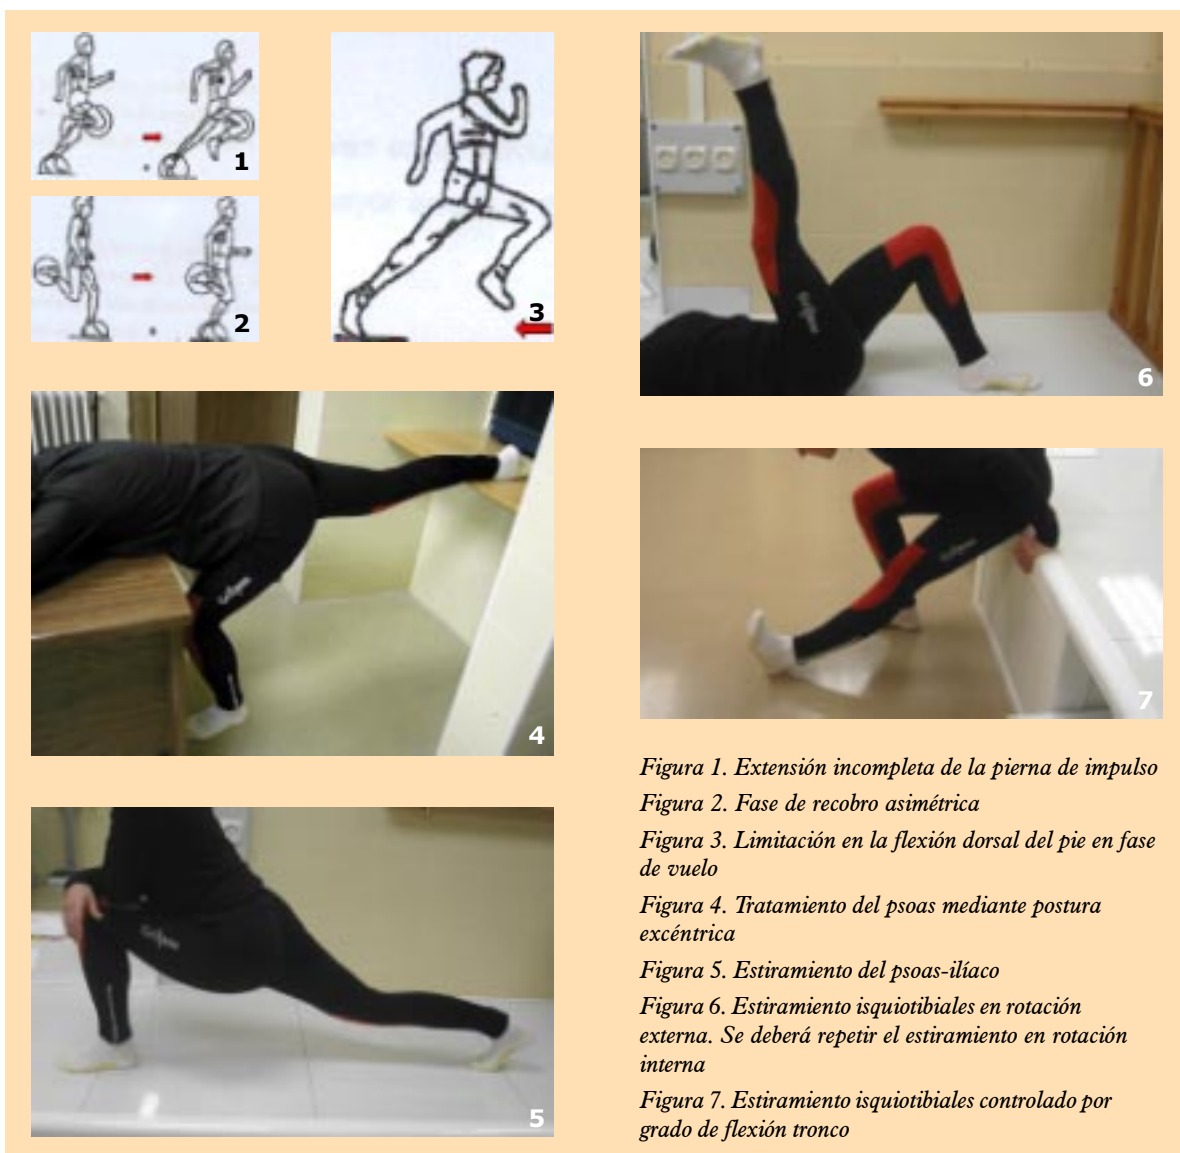 1
2
3
4
5
6
7
Figura 1. Extensión incompleta de la pierna de impulso
Figura 2. Fase de recobro asimétrica
Figura 3. Limitación en la flexión dorsal del pie en fase
de vuelo
Figura 4. Tratamiento del psoas mediante postura
excéntrica
Figura 5. Estiramiento del psoas-ilíaco
Figura 6. Estiramiento isquiotibiales en rotación
externa. Se deberá repetir el estiramiento en rotación
interna
Figura 7. Estiramiento isquiotibiales controlado por
grado de flexión tronco